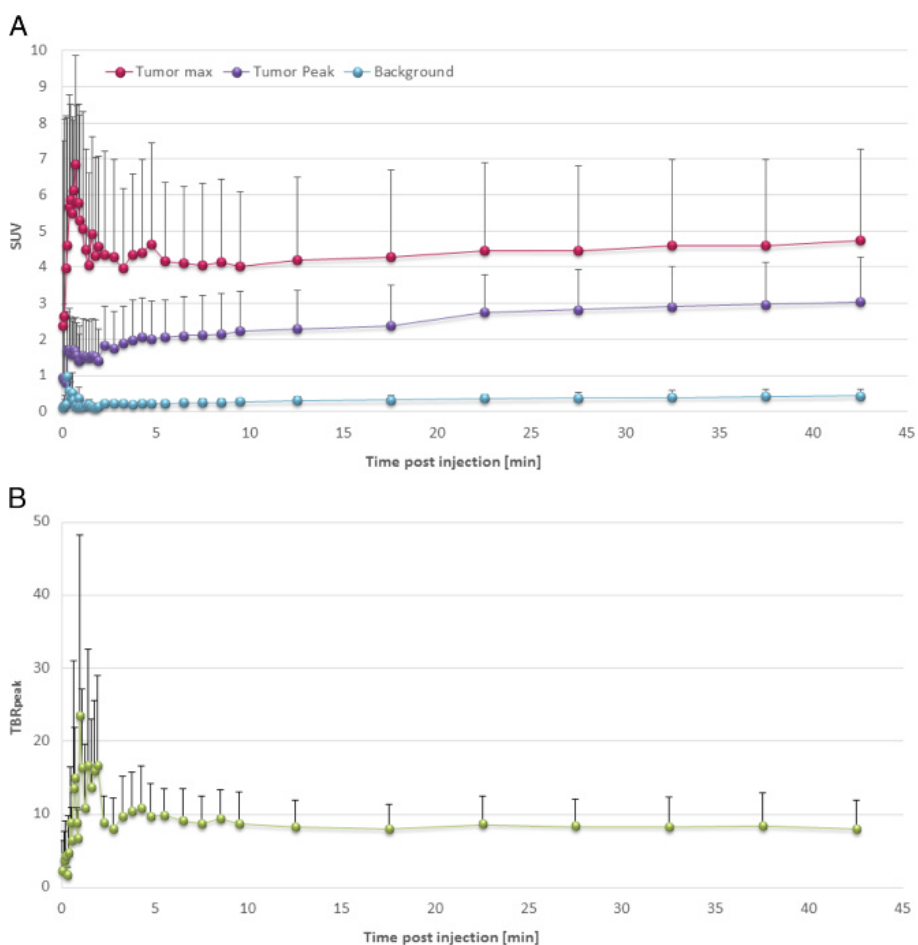 A
10
Tumor max Tumor Peak Background
9
8
7
6
SUV
5
4
3
2
1
0
0 5 10 15 20 25 30 35 40 45
Time post injection [min]
B
50
40
30
TBRpeak
20
10
0
0 5 10 15 20 25 30 35 40 45
Time post injection [min]